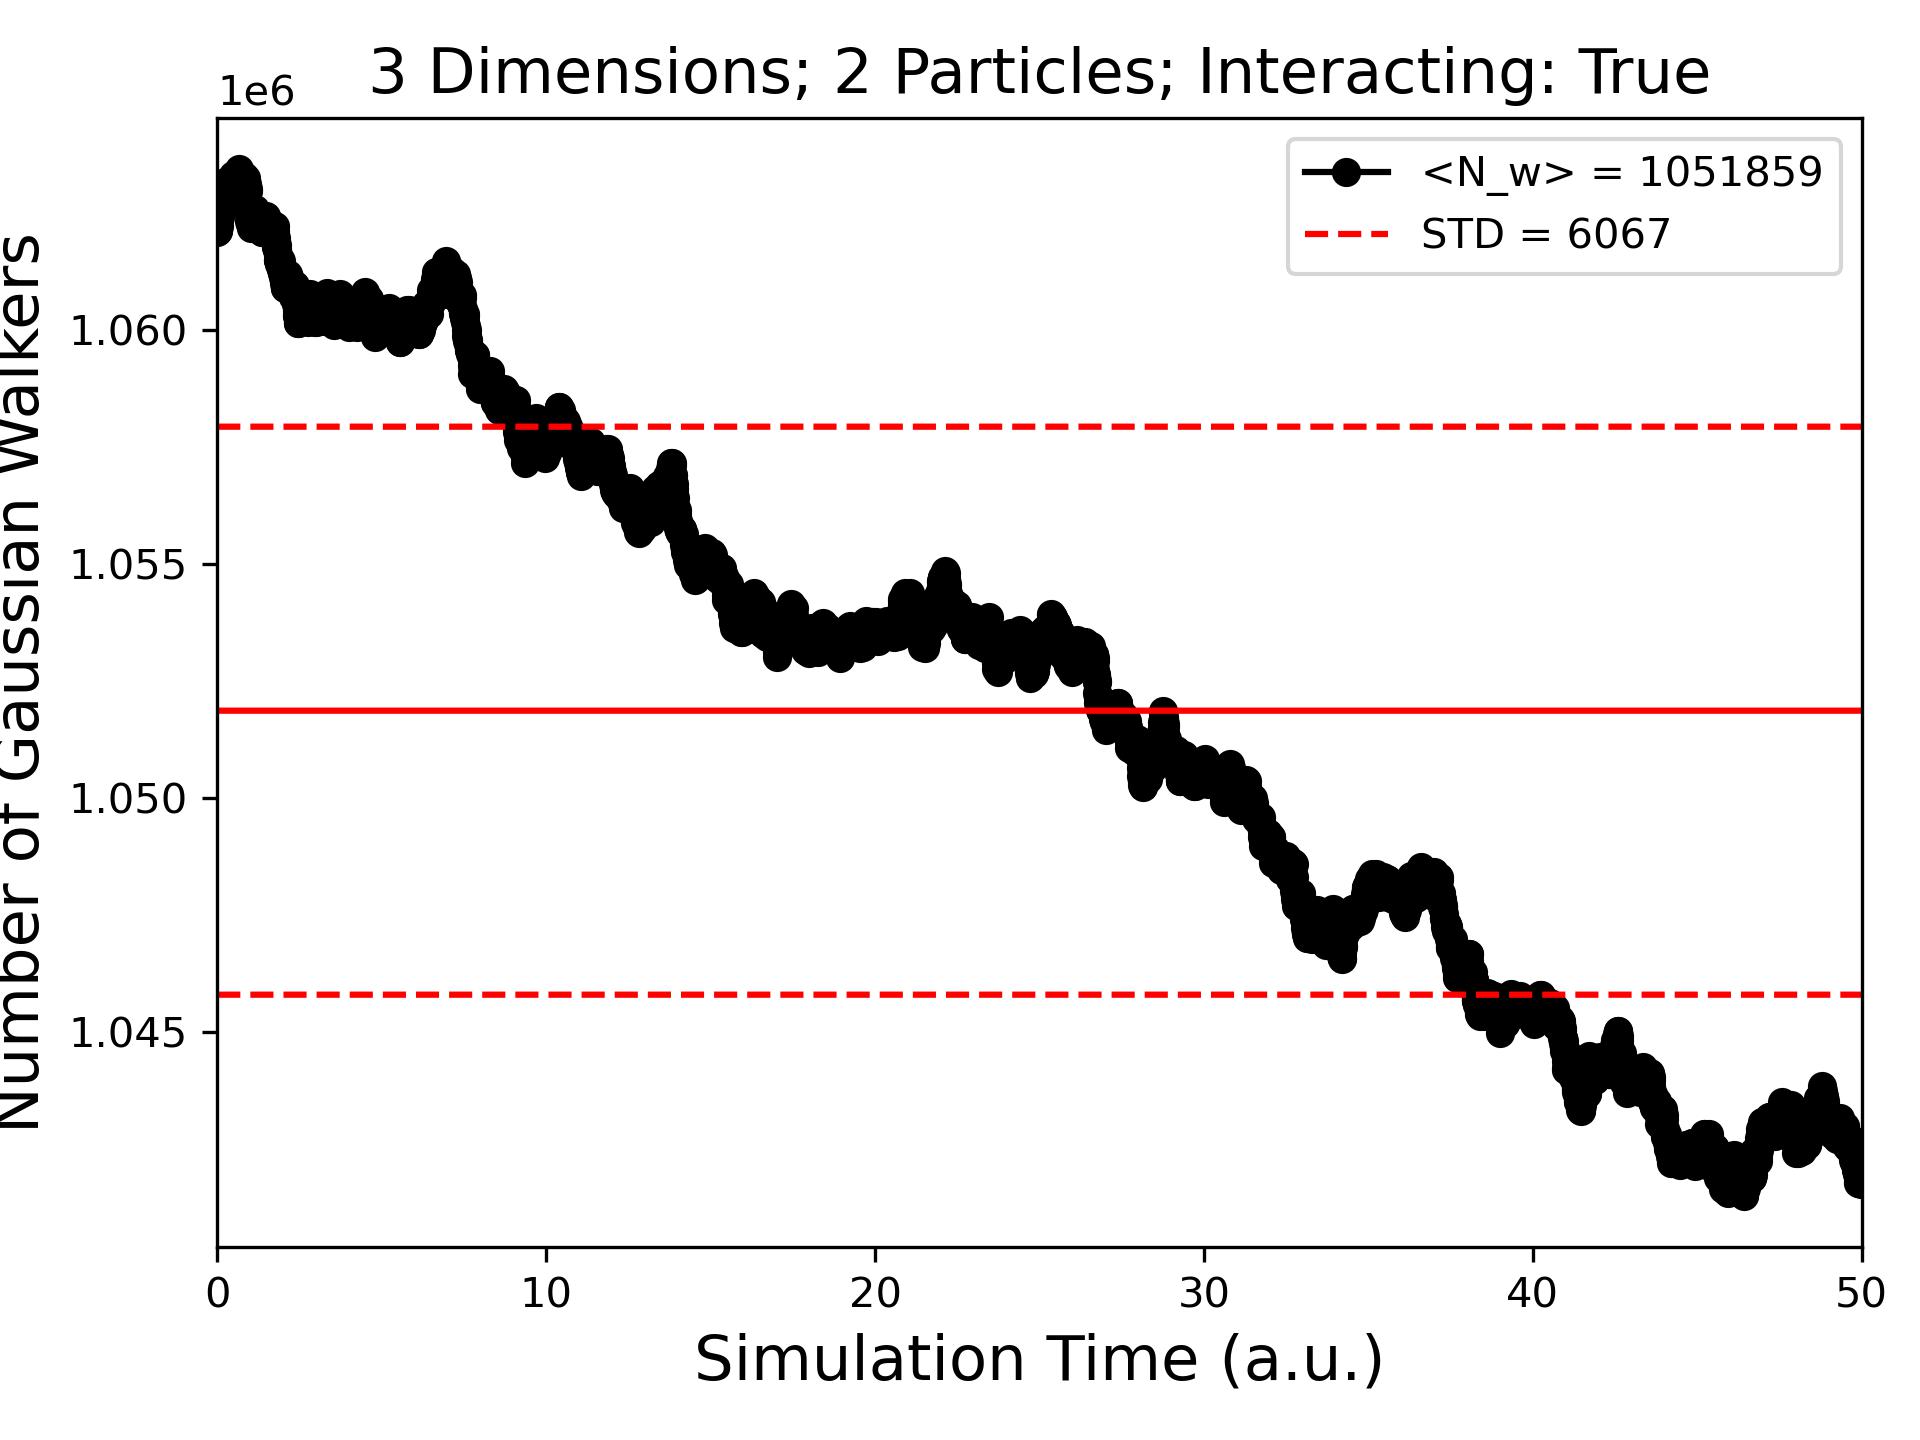 3 Dimensions; 2 Particles; Interacting: True
1e6
<N_w> = 1051859
STD = 6067
Number of Gaussian Walkers
1.060
1.055
1.050
1.045
0 10 20 30 40 50
Simulation Time (a.u.)